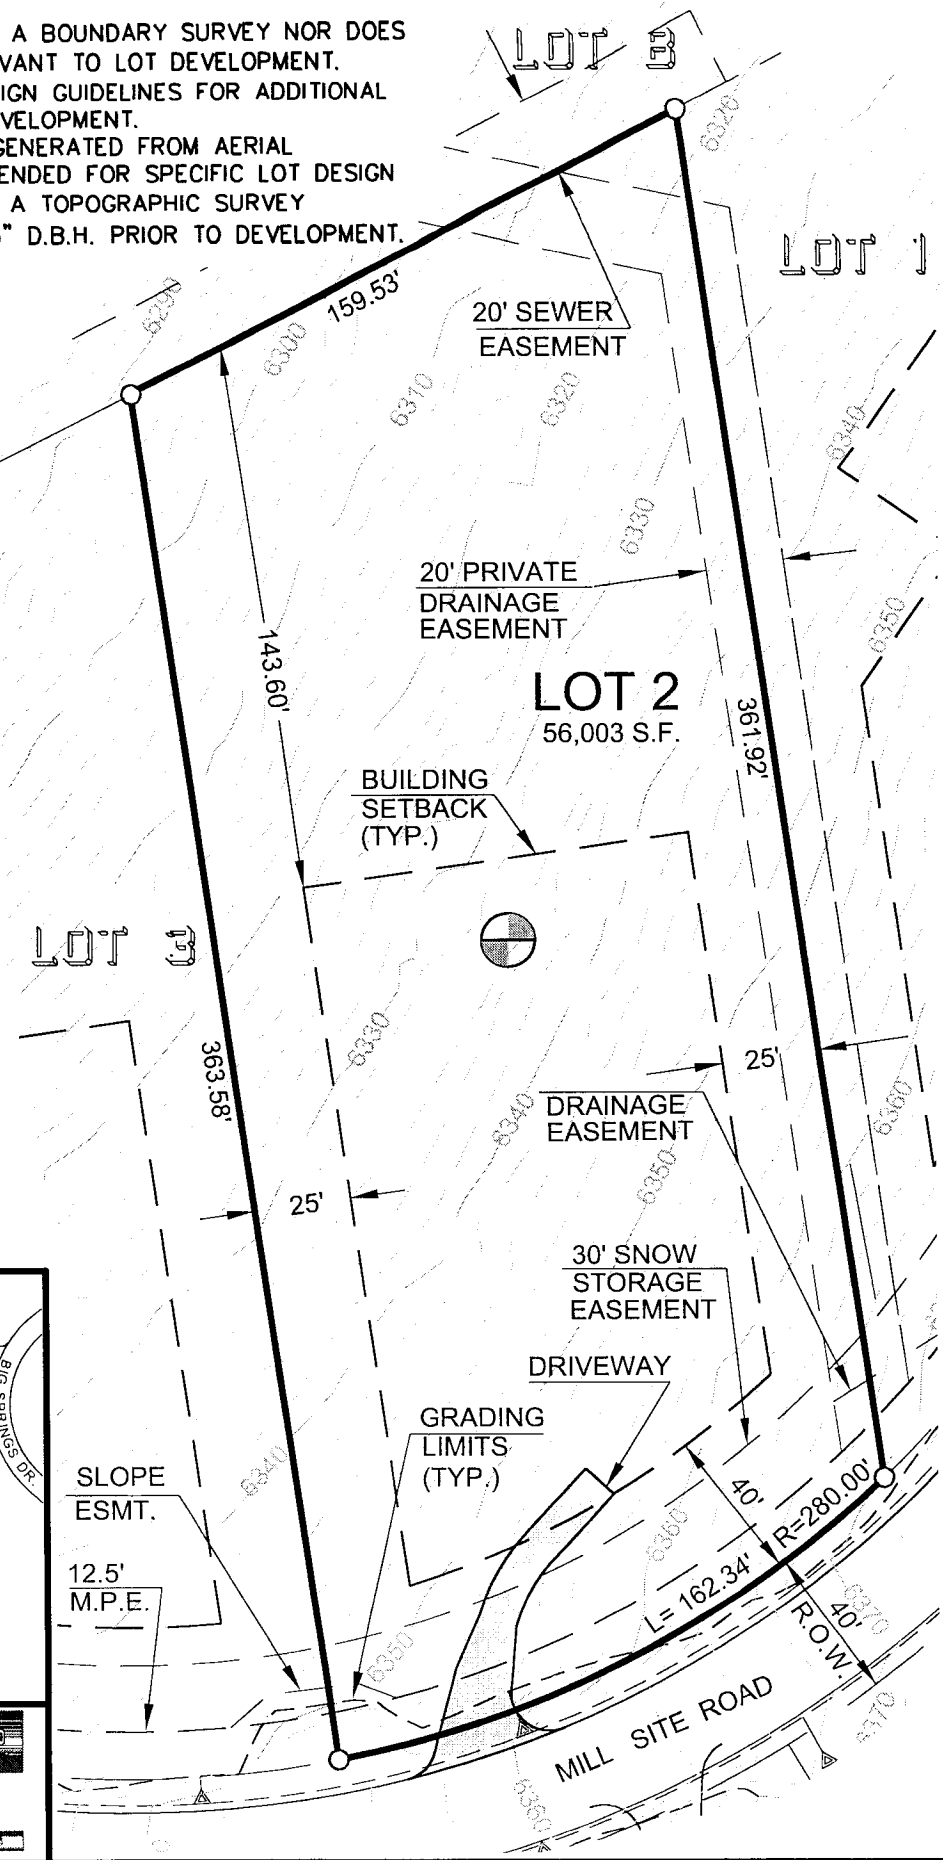 A BOUNDARY SURVEY NOR DOES
VANT TO LOT DEVELOPMENT.
IGN GUIDELINES FOR ADDITIONAL
VELOPMENT.
GENERATED FROM AERIAL
ENDED FOR SPECIFIC LOT DESIGN
A TOPOGRAPHIC SURVEY
" D.B.H. PRIOR TO DEVELOPMENT.
LOT B
6326
LOT 1
159.53'
6290
6300
20' SEWER
EASEMENT
6310
6320
6340
6330
20' PRIVATE
DRAINAGE
EASEMENT
6350
143.60'
LOT 2
56,003 S.F.
361.92'
BUILDING
SETBACK
(TYP.)
LOT 3
6330
363.58'
25'
6340
DRAINAGE
EASEMENT
6360
6350
25'
30' SNOW
STORAGE
EASEMENT
DRIVEWAY
BIG SPRINGS DR.
GRADING
LIMITS
(TYP.)
6340
SLOPE
ESMT.
40'
R=280.00'
6360
12.5'
M.P.E.
L= 162.34'
40'
R.O.W.
6370
6350
MILL SITE ROAD
6370
6360